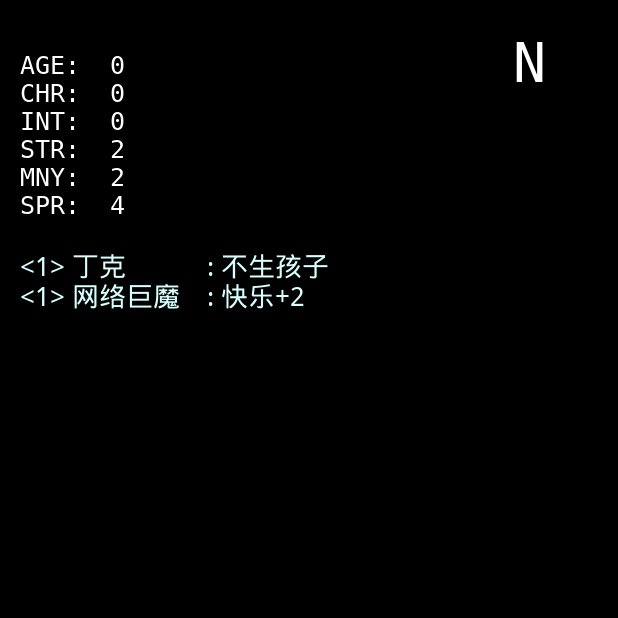 N
AGE: 0
CHR: 0
INT: 0
STR: 2
MNY: 2
SPR: 4
<1> 丁克 : 不生孩子
<1> 网络巨魔 : 快乐+2